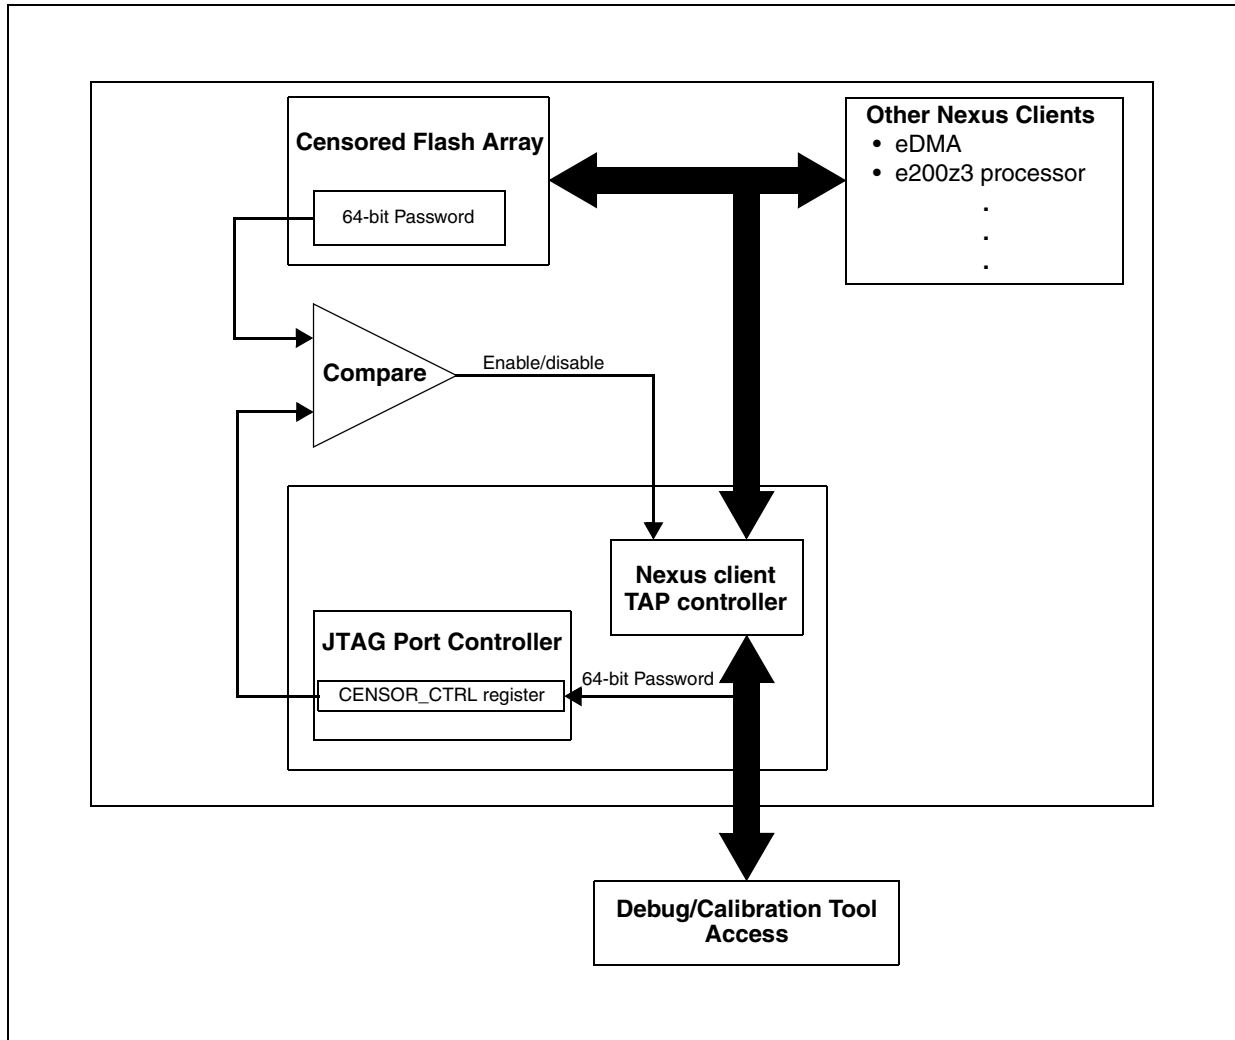 Censored Flash Array
64-bit Password
Other Nexus Clients
• eDMA
• e200z3 processor
.
.
.
Compare
Enable/disable
Nexus client
TAP controller
JTAG Port Controller
CENSOR_CTRL register
64-bit Password
Debug/Calibration Tool
Access